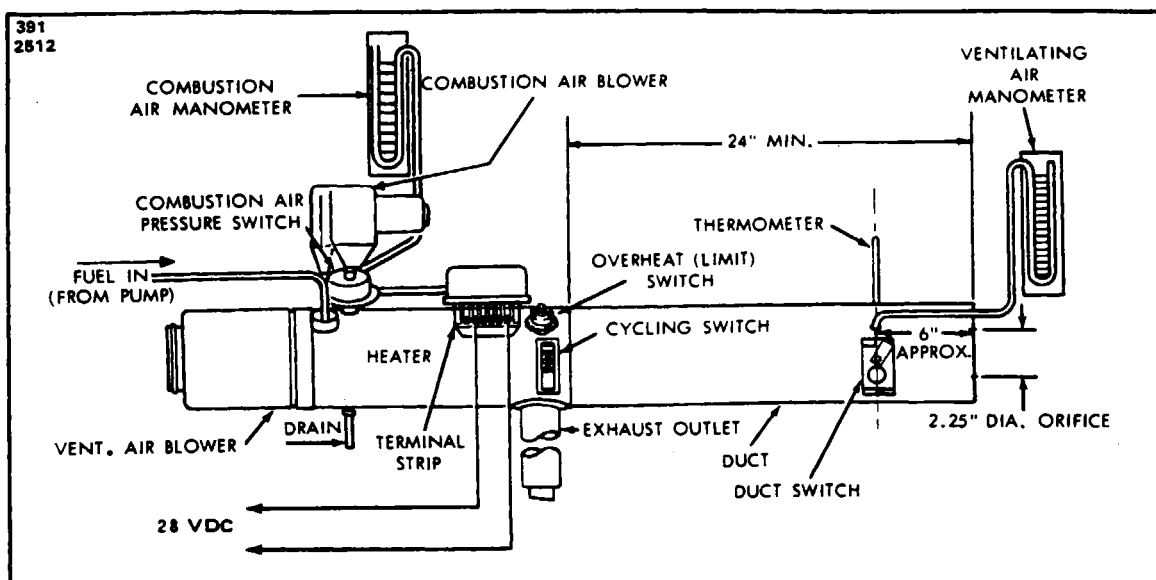 391
2512
COMBUSTION
AIR MANOMETER
COMBUSTION AIR BLOWER
VENTILATING
AIR
MANOMETER
24" MIN.
COMBUSTION AIR
PRESSURE SWITCH
THERMOMETER
FUEL IN
(FROM PUMP)
OVERHEAT (LIMIT)
SWITCH
CYCLING SWITCH
HEATER
6"
APPROX.
2.25" DIA. ORIFICE
VENT. AIR BLOWER
DRAIN
TERMINAL
STRIP
EXHAUST OUTLET
DUCT
DUCT SWITCH
28 VDC